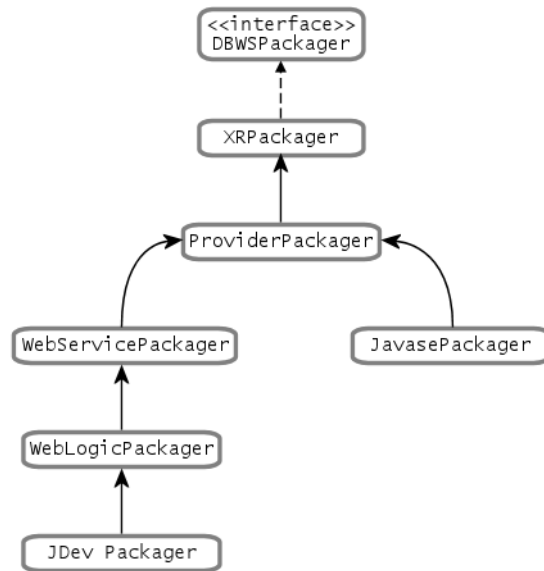 <<interface>>
DBWSPackager
XRPackager
ProviderPackager
WebServicePackager
JavasePackager
WebLogicPackager
JDev Packager